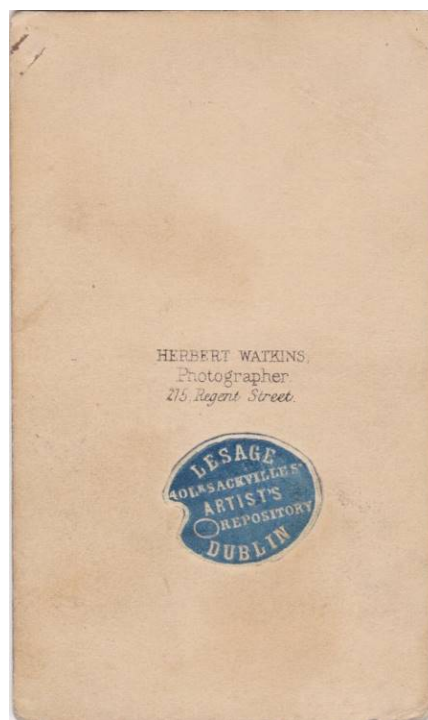 HERBERT WATKINS,
Photographer.
215, Regent Street.
LESAGE
40 LR SACKVILLE ST
ARTIST'S
REPOSITORY
DUBLIN